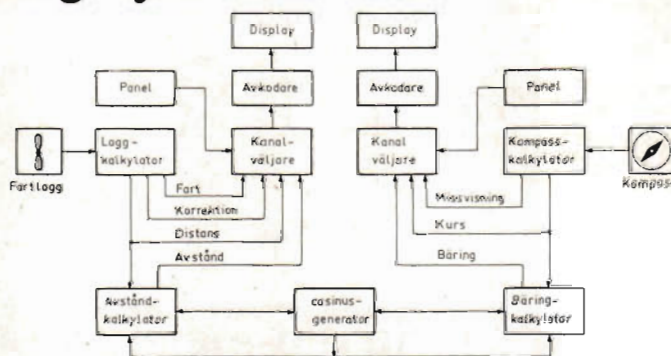 Display
Display
Avkodare
Avkodare
Panel
Panel
Logg-
kalkylator
Kanal-
väljare
Kanal
väljare
Kompass-
kalkylator
Fartlogg
Kompass
Fart
Korrektion
Distans
Avstånd
Missvisning
Kurs
Bäring
Avstånd-
kalkylator
cosinus-
generator
Bäring-
kalkylator